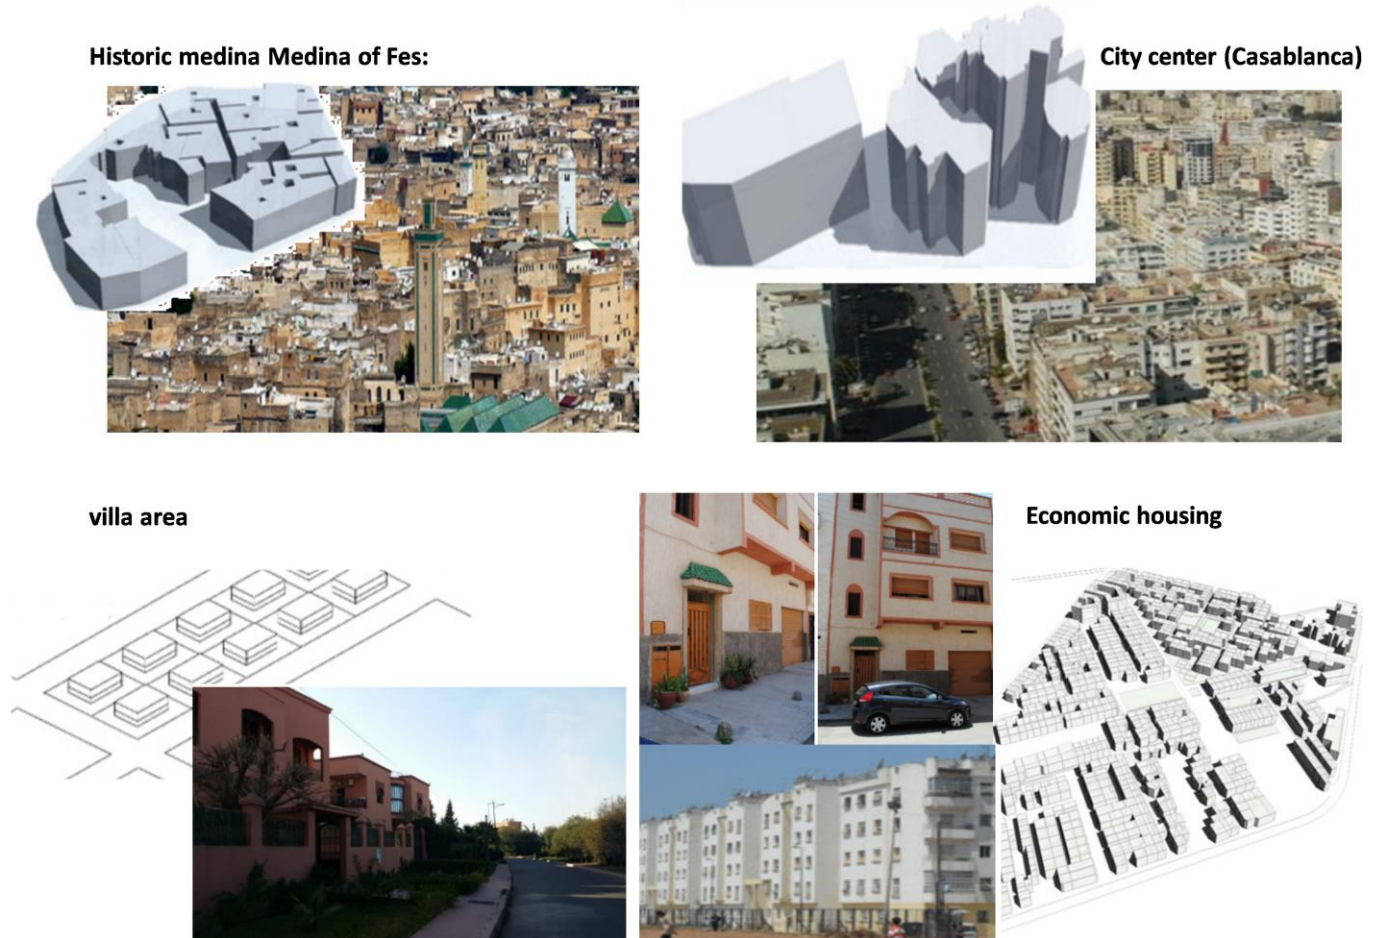 Historic medina Medina of Fes:
City center (Casablanca)
villa area
Economic housing